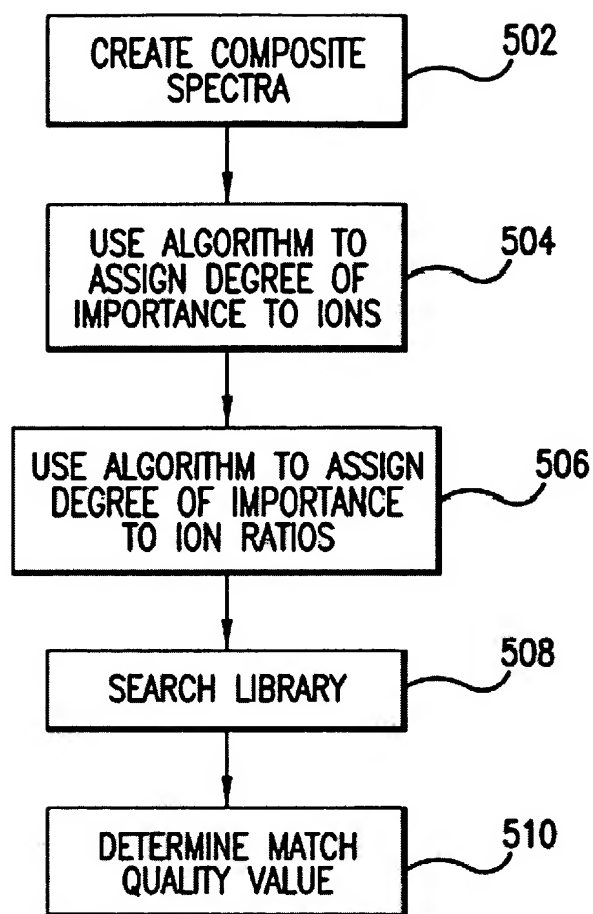 CREATE COMPOSITE
SPECTRA
502
USE ALGORITHM TO
ASSIGN DEGREE OF
IMPORTANCE TO IONS
504
USE ALGORITHM TO ASSIGN
DEGREE OF IMPORTANCE
TO ION RATIOS
506
SEARCH LIBRARY
508
DETERMINE MATCH
QUALITY VALUE
510